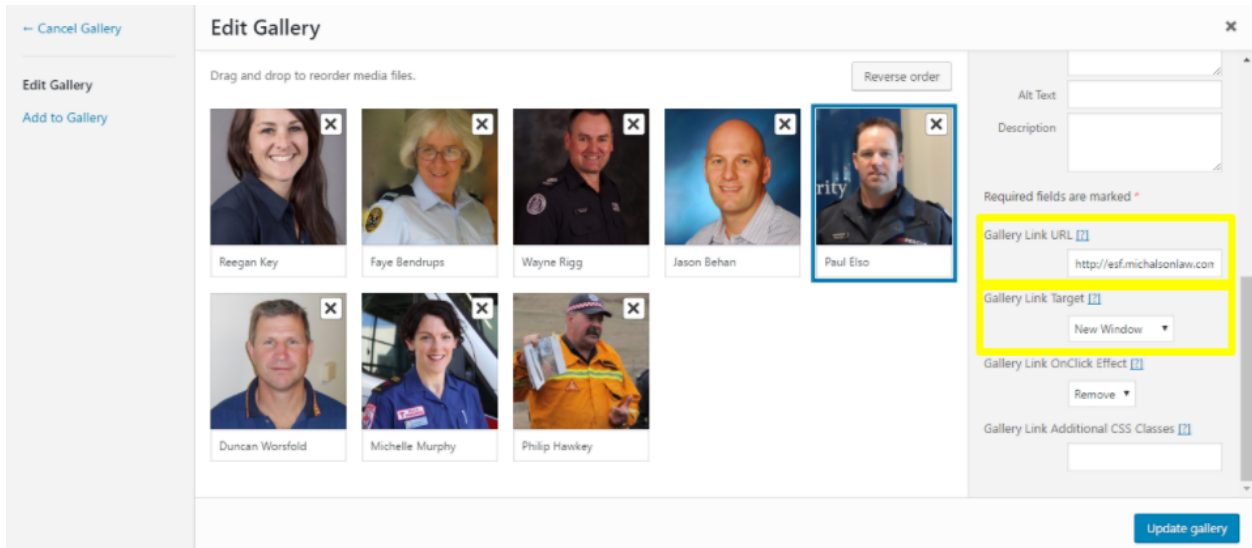 ← Cancel Gallery
Edit Gallery
Add to Gallery
Edit Gallery
Drag and drop to reorder media files.
Reverse order
rity
Reegan Key
Faye Bendrups
Wayne Rigg
Jason Behan
Paul Elso
Duncan Worsfold
Michelle Murphy
Philip Hawkey
Alt Text
Description
Required fields are marked *
Gallery Link URL [?]
http://esf.michalsonlaw.com
Gallery Link Target [?]
New Window
Gallery Link OnClick Effect [?]
Remove
Gallery Link Additional CSS Classes [?]
Update gallery